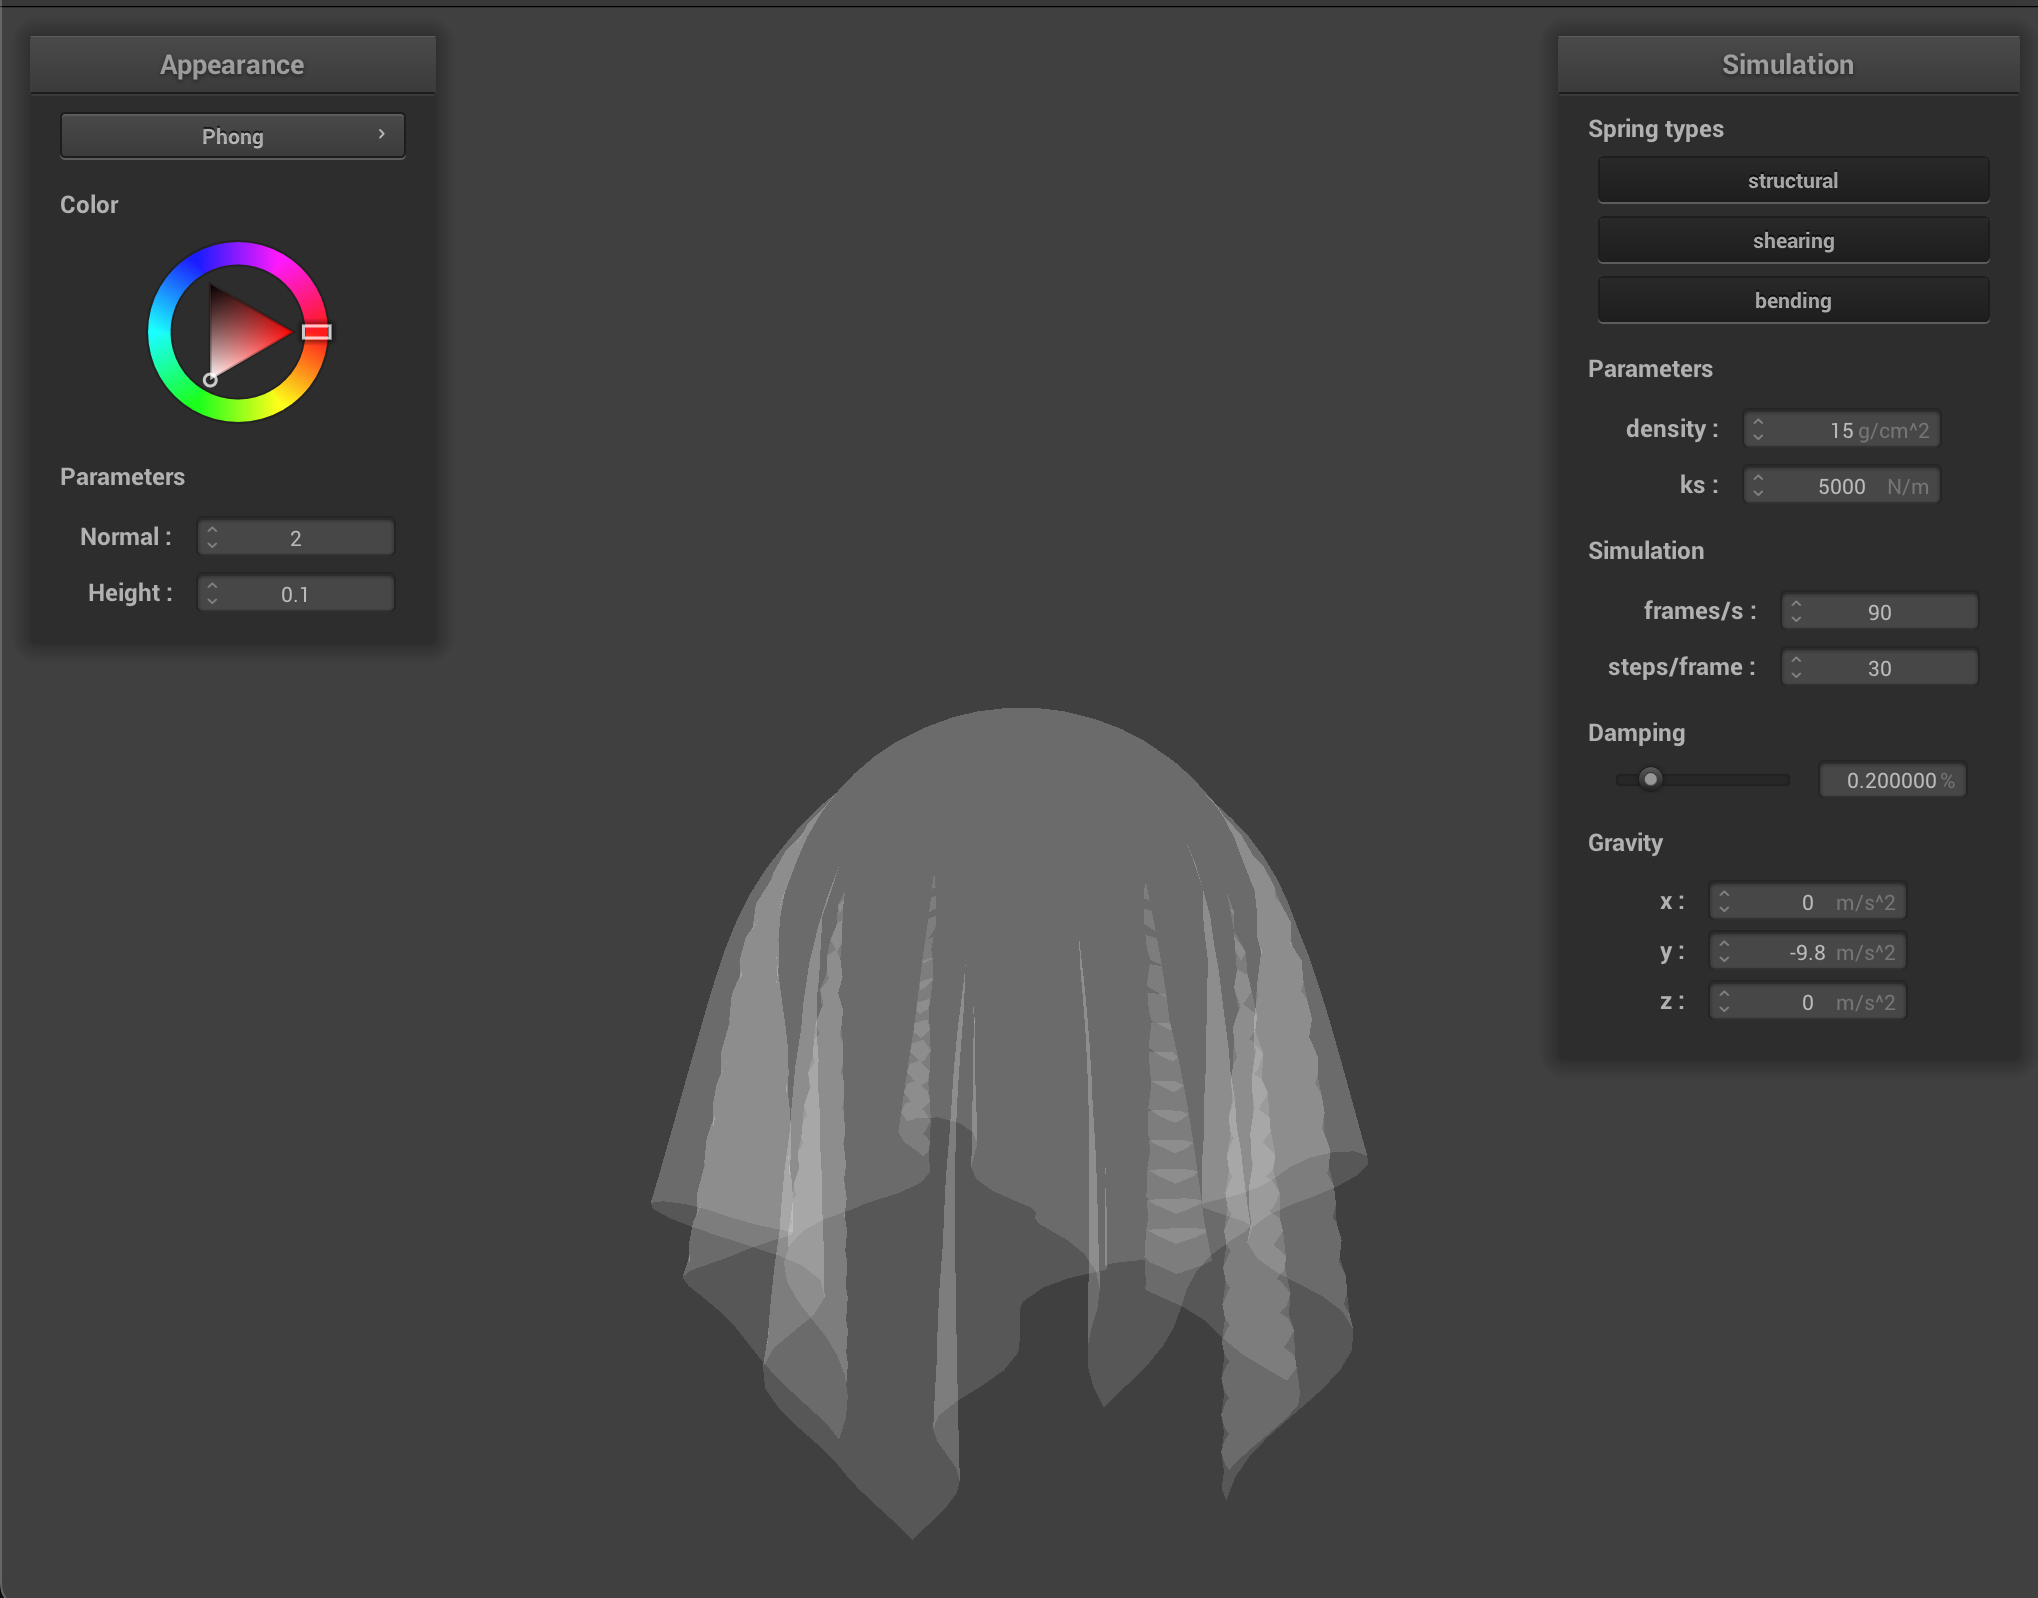 Appearance
Phong
Color
Parameters
Normal : 2
Height : 0.1
Simulation
Spring types
structural
shearing
bending
Parameters
density : 15 g/cm^2
ks : 5000 N/m
Simulation
frames/s : 90
steps/frame : 30
Damping
0.200000 %
Gravity
x : 0 m/s^2
y : -9.8 m/s^2
z : 0 m/s^2